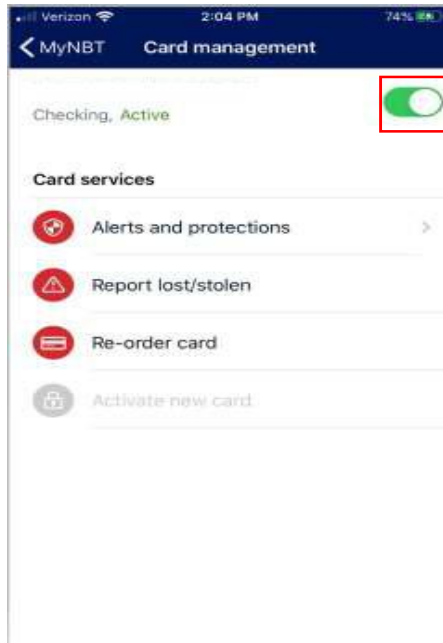 Verizon 2:04 PM 74%
MyNBT Card management
Checking, Active
Card services
Alerts and protections
Report lost/stolen
Re-order card
Activate new card